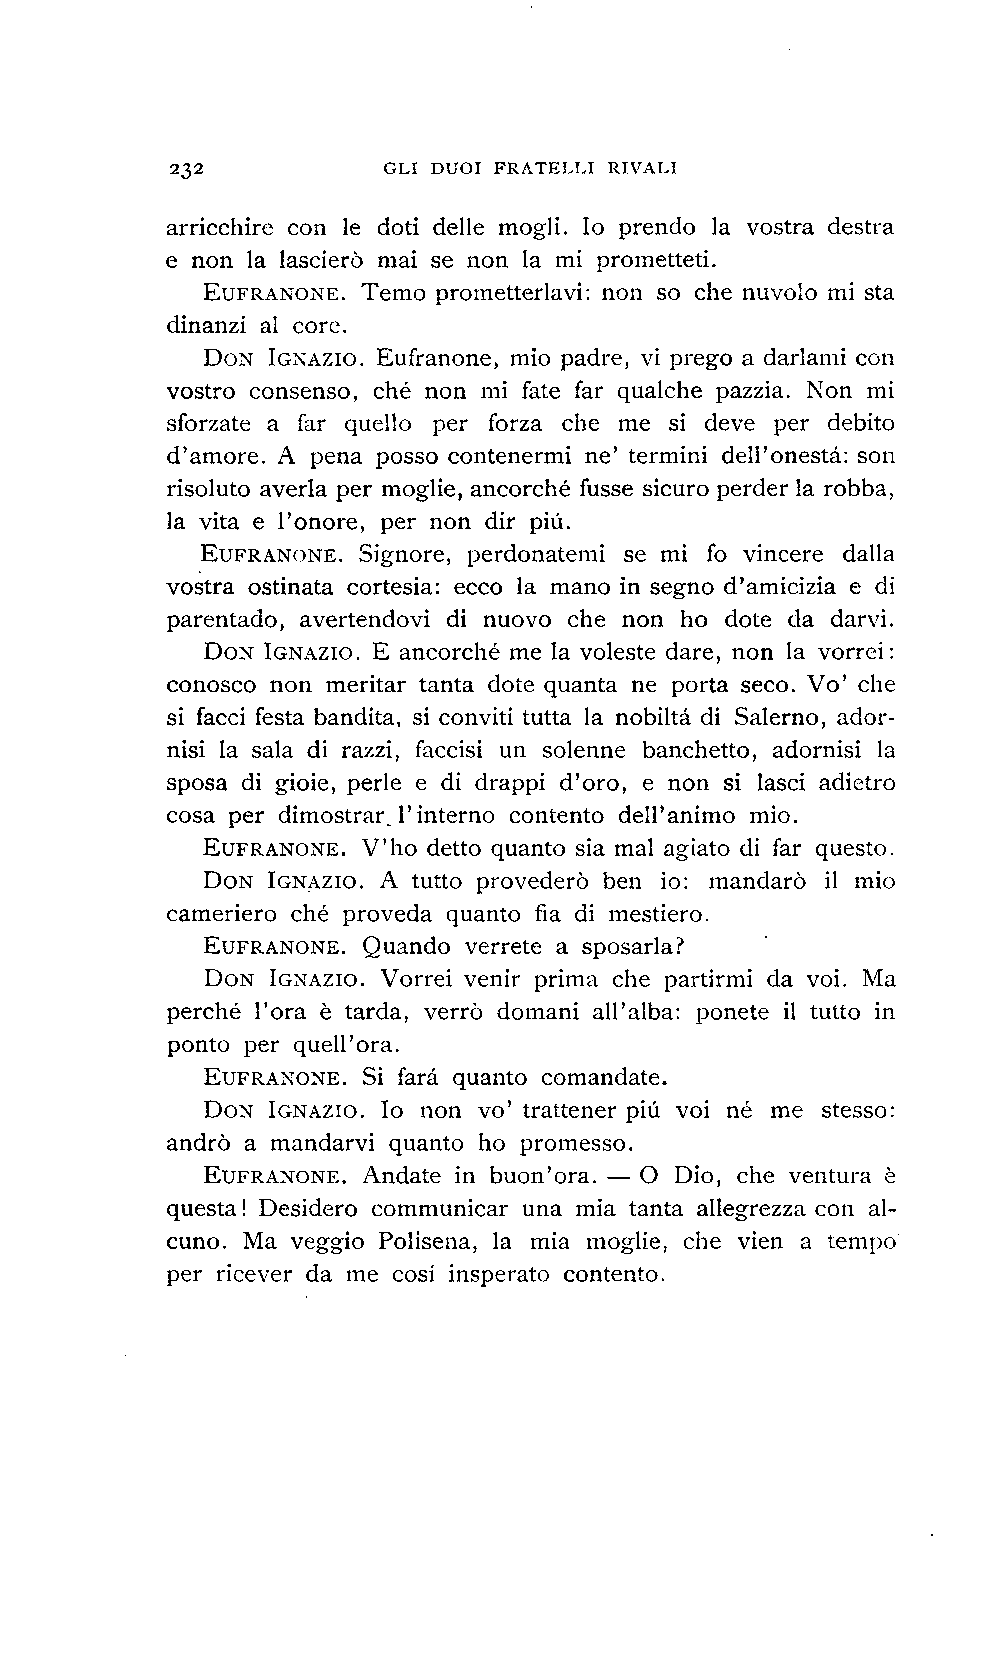 232 GLI DUOI FRATELLI RIVALI
arricchire con le doti delle mogli. Io prendo la vostra destra
e non la lascierò mai se non la mi prometteti.
EUFRANONE. Temo prometterlavi: non so che nuvolo mi sta
dinanzi al core.
DON IGNAZIO. Eufranone, mio padre, vi prego a darlami con
vostro consenso, ché non mi fate far qualche pazzia. Non mi
sforzate a far quello per forza che me si deve per debito
d'amore. A pena posso contenermi ne' termini dell'onestá: son
risoluto averla per moglie, ancorché fusse sicuro perder la robba,
la vita e l'onore, per non dir piú.
EUFRANONE. Signore, perdonatemi se mi fo vincere dalla
vostra ostinata cortesia: ecco la mano in segno d'amicizia e di
parentado, avertendovi di nuovo che non ho dote da darvi.
DON IGNAZIO. E ancorché me la voleste dare, non la vorrei:
conosco non meritar tanta dote quanta ne porta seco. Vo' che
si facci festa bandita, si conviti tutta la nobiltá di Salerno, ador-
nisi la sala di razzi, faccisi un solenne banchetto, adornisi la
sposa di gioie, perle e di drappi d'oro, e non si lasci adietro
cosa per dimostrar l'interno contento dell'animo mio.
EUFRANONE. V'ho detto quanto sia mal agiato di far questo.
DON IGNAZIO. A tutto provederò ben io: mandarò il mio
cameriero ché proveda quanto fia di mestiero.
EUFRANONE. Quando verrete a sposarla?
DON IGNAZIO. Vorrei venir prima che partirmi da voi. Ma
perché l'ora è tarda, verrò domani all'alba: ponete il tutto in
ponto per quell'ora.
EUFRANONE. Si fará quanto comandate.
DON IGNAZIO. Io non vo' trattener piú voi né me stesso:
andrò a mandarvi quanto ho promesso.
EUFRANONE. Andate in buon'ora. — O Dio, che ventura è
questa! Desidero communicar una mia tanta allegrezza con al-
cuno. Ma veggio Polisena, la mia moglie, che vien a tempo
per ricever da me cosí insperato contento.